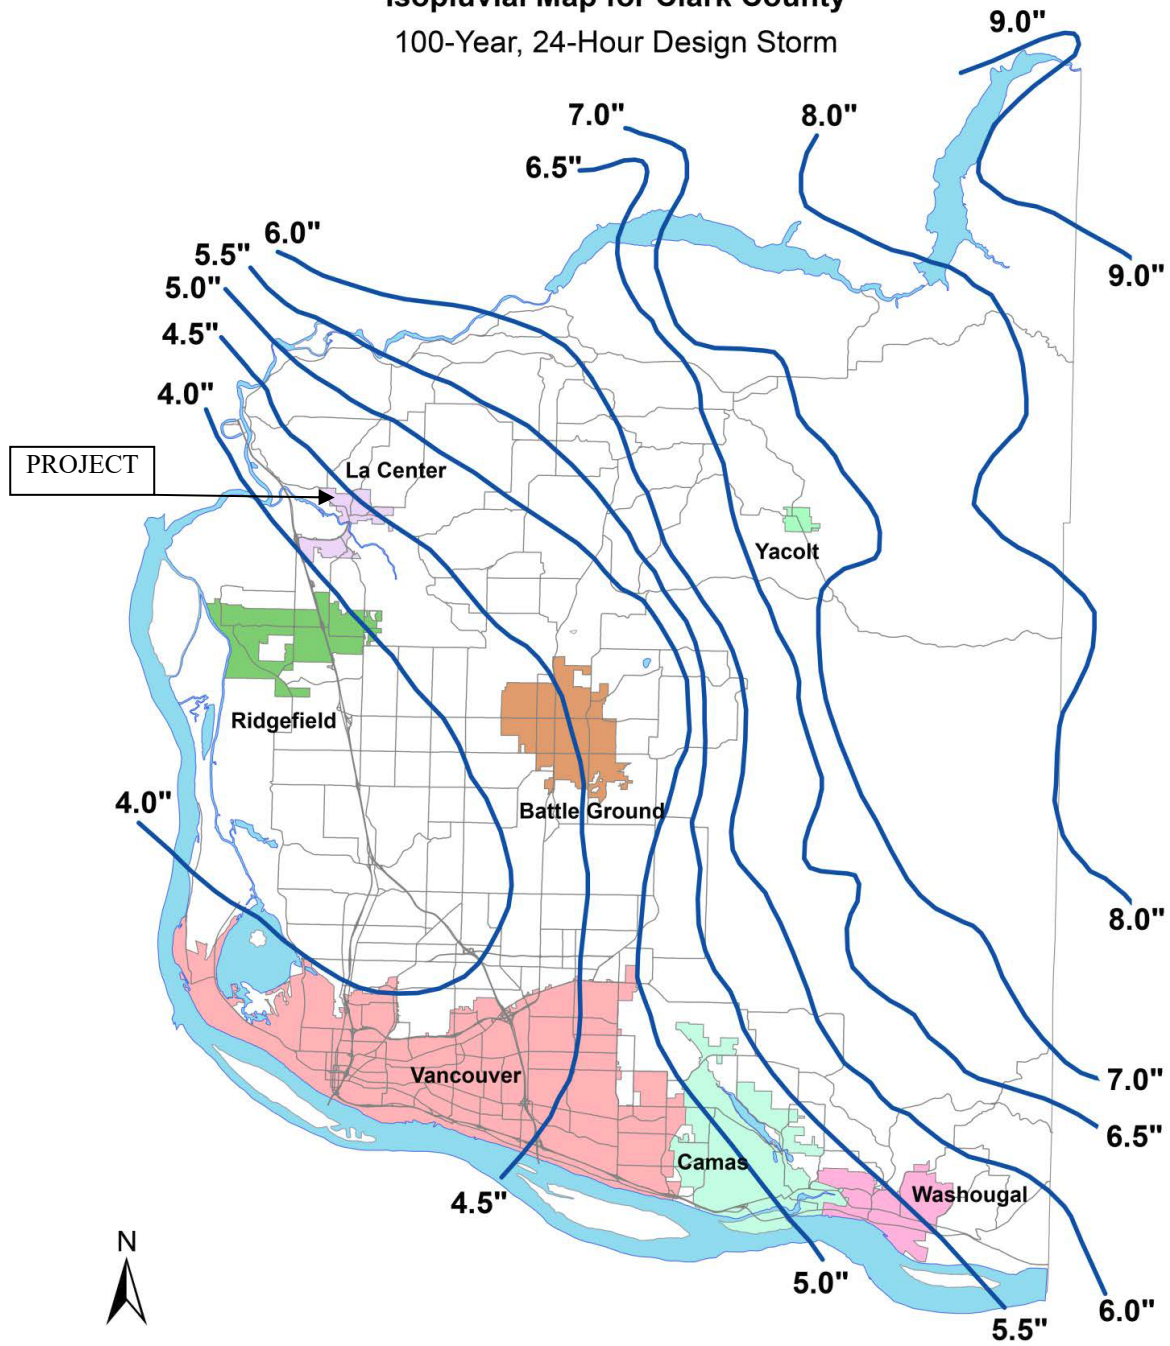 Isopluvial Map for Clark County
100-Year, 24-Hour Design Storm
9.0"
7.0"
8.0"
6.5"
6.0"
5.5"
9.0"
5.0"
4.5"
4.0"
PROJECT
La Center
Yacolt
Ridgefield
4.0"
Battle Ground
8.0"
Vancouver
7.0"
6.5"
Camas
4.5"
Washougal
N
5.0"
6.0"
5.5"